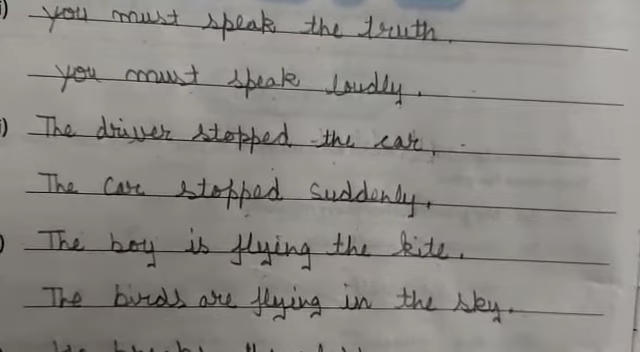 i) you must speak the truth.
you must speak loudly.
i) The driver stopped the car.
The car stopped suddenly.
) The boy is flying the kite.
The birds are flying in the sky.